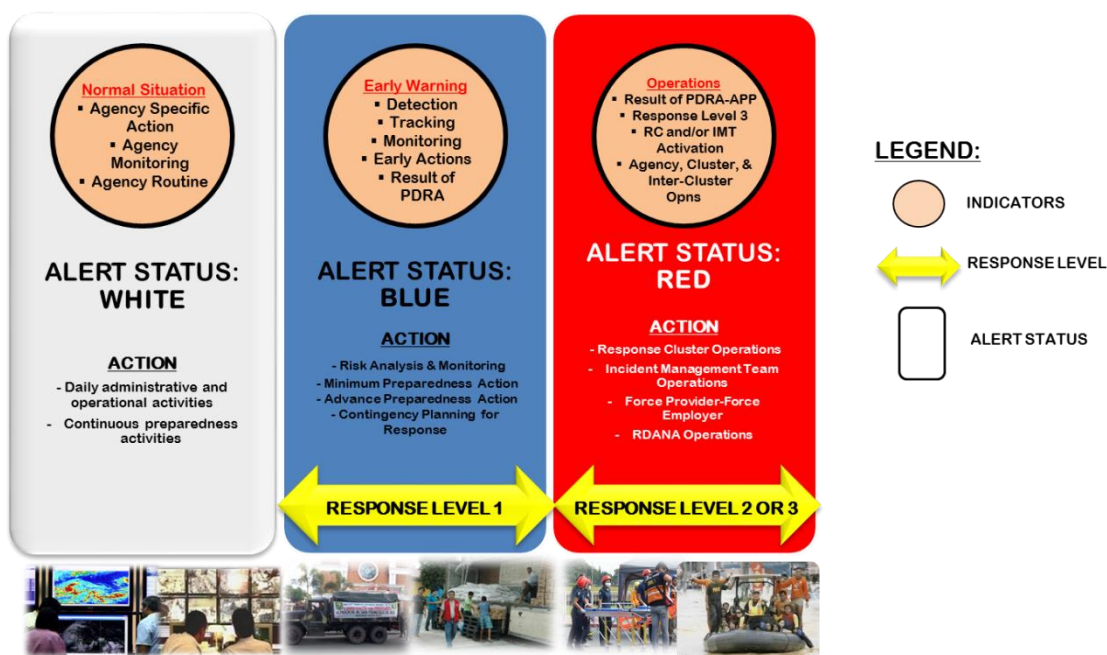 Normal Situation
▪ Agency Specific
Action
▪ Agency
Monitoring
▪ Agency Routine
ALERT STATUS:
WHITE
ACTION
- Daily administrative and
operational activities
- Continuous preparedness
activities
Early Warning
▪ Detection
▪ Tracking
▪ Monitoring
▪ Early Actions
▪ Result of
PDRA
ALERT STATUS:
BLUE
ACTION
- Risk Analysis & Monitoring
- Minimum Preparedness Action
- Advance Preparedness Action
- Contingency Planning for
Response
RESPONSE LEVEL 1
Operations
▪ Result of PDRA-APP
▪ Response Level 3
▪ RC and/or IMT
Activation
▪ Agency, Cluster, &
Inter-Cluster
Opns
ALERT STATUS:
RED
ACTION
- Response Cluster Operations
- Incident Management Team
Operations
- Force Provider-Force
Employer
- RDANA Operations
RESPONSE LEVEL 2 OR 3
LEGEND:
INDICATORS
RESPONSE LEVEL
ALERT STATUS